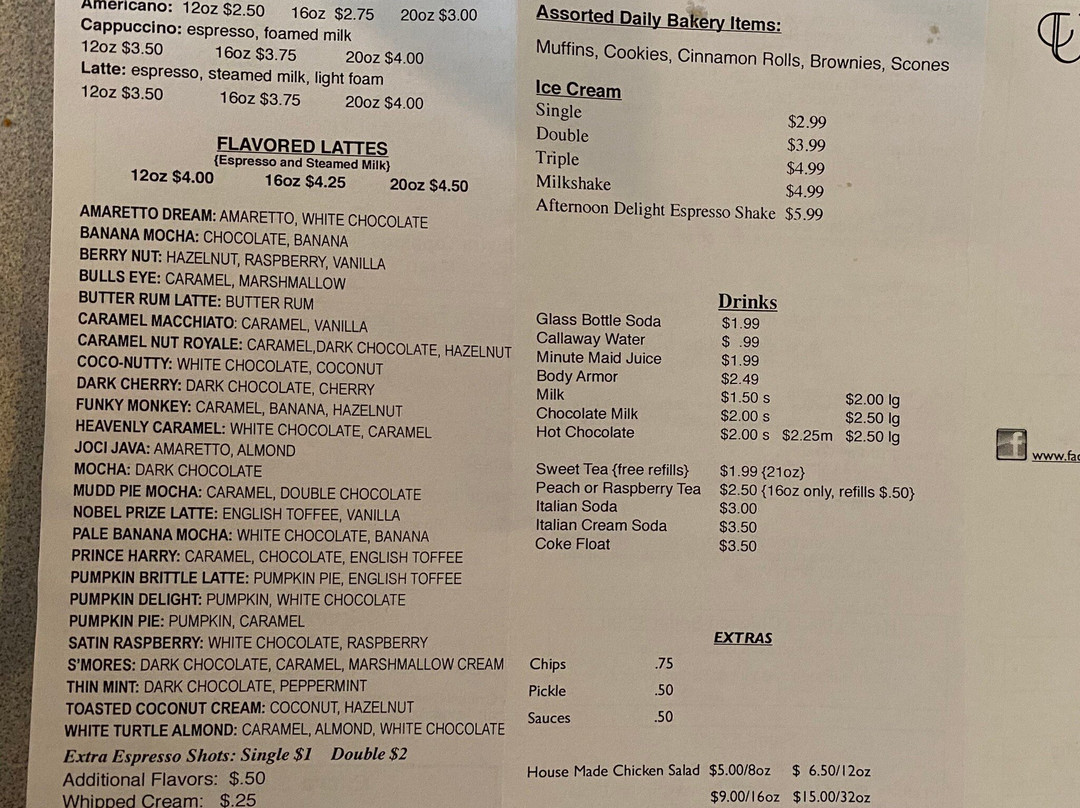 Americano: 12oz $2.50 16oz $2.75 20oz $3.00
Cappuccino: espresso, foamed milk
12oz $3.50 16oz $3.75 20oz $4.00
Latte: espresso, steamed milk, light foam
12oz $3.50 16oz $3.75 20oz $4.00
FLAVORED LATTES
{Espresso and Steamed Milk}
12oz $4.00 16oz $4.25 20oz $4.50
AMARETTO DREAM: AMARETTO, WHITE CHOCOLATE
BANANA MOCHA: CHOCOLATE, BANANA
BERRY NUT: HAZELNUT, RASPBERRY, VANILLA
BULLS EYE: CARAMEL, MARSHMALLOW
BUTTER RUM LATTE: BUTTER RUM
CARAMEL MACCHIATO: CARAMEL, VANILLA
CARAMEL NUT ROYALE: CARAMEL,DARK CHOCOLATE, HAZELNUT
COCO-NUTTY: WHITE CHOCOLATE, COCONUT
DARK CHERRY: DARK CHOCOLATE, CHERRY
FUNKY MONKEY: CARAMEL, BANANA, HAZELNUT
HEAVENLY CARAMEL: WHITE CHOCOLATE, CARAMEL
JOCI JAVA: AMARETTO, ALMOND
MOCHA: DARK CHOCOLATE
MUDD PIE MOCHA: CARAMEL, DOUBLE CHOCOLATE
NOBEL PRIZE LATTE: ENGLISH TOFFEE, VANILLA
PALE BANANA MOCHA: WHITE CHOCOLATE, BANANA
PRINCE HARRY: CARAMEL, CHOCOLATE, ENGLISH TOFFEE
PUMPKIN BRITTLE LATTE: PUMPKIN PIE, ENGLISH TOFFEE
PUMPKIN DELIGHT: PUMPKIN, WHITE CHOCOLATE
PUMPKIN PIE: PUMPKIN, CARAMEL
SATIN RASPBERRY: WHITE CHOCOLATE, RASPBERRY
S'MORES: DARK CHOCOLATE, CARAMEL, MARSHMALLOW CREAM
THIN MINT: DARK CHOCOLATE, PEPPERMINT
TOASTED COCONUT CREAM: COCONUT, HAZELNUT
WHITE TURTLE ALMOND: CARAMEL, ALMOND, WHITE CHOCOLATE
Extra Espresso Shots: Single $1 Double $2
Additional Flavors: $.50
Whipped Cream: $.25
Assorted Daily Bakery Items:
Muffins, Cookies, Cinnamon Rolls, Brownies, Scones
Ice Cream
Single $2.99
Double $3.99
Triple $4.99
Milkshake $4.99
Afternoon Delight Espresso Shake $5.99
Drinks
Glass Bottle Soda $1.99
Callaway Water $ .99
Minute Maid Juice $1.99
Body Armor $2.49
Milk $1.50 s $2.00 lg
Chocolate Milk $2.00 s $2.50 lg
Hot Chocolate $2.00 s $2.25m $2.50 lg
Sweet Tea {free refills} $1.99 {21oz}
Peach or Raspberry Tea $2.50 {16oz only, refills $.50}
Italian Soda $3.00
Italian Cream Soda $3.50
Coke Float $3.50
EXTRAS
Chips .75
Pickle .50
Sauces .50
House Made Chicken Salad $5.00/8oz $ 6.50/12oz
$9.00/16oz $15.00/32oz
f www.fac